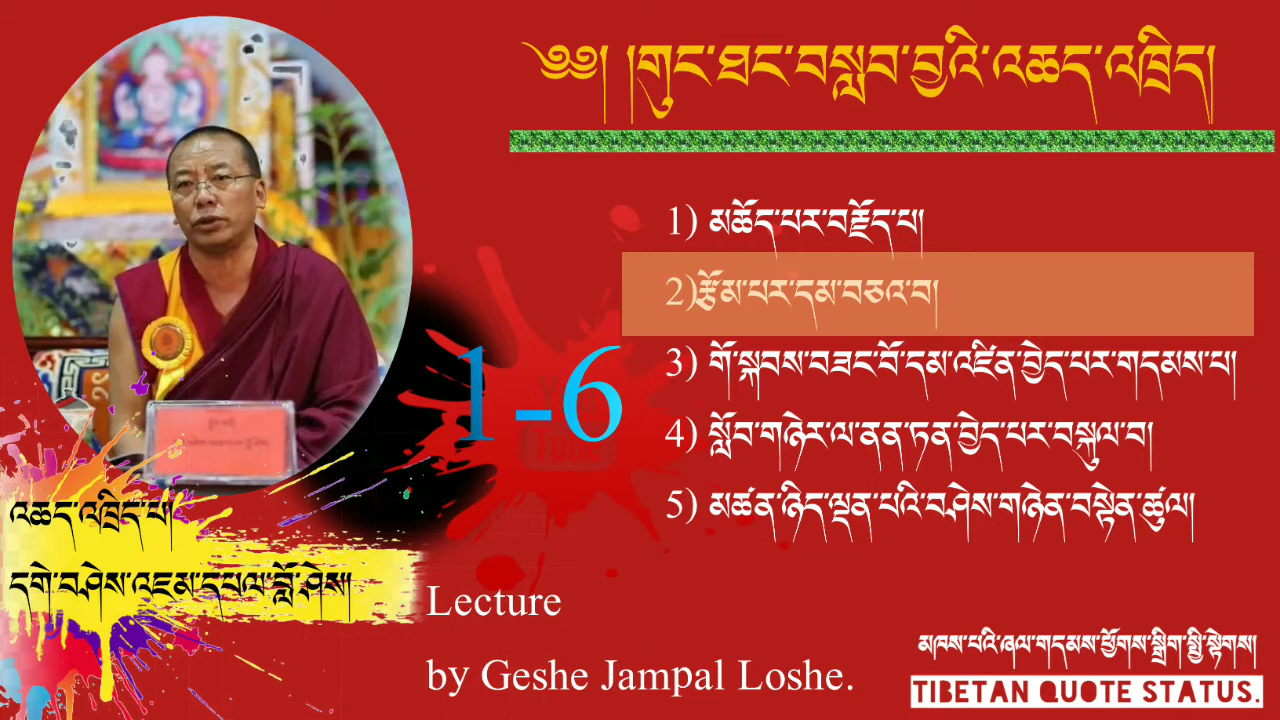 ༄༅། །གུང་ཐང་བསླབ་བྱའི་འཆད་འཁྲིད།
1) མཆོད་པར་བརྗོད་པ།
2)རྩོམ་པར་དམ་བཅའ་བ།
3) གོ་སྐབས་བཟང་པོ་དམ་འཛིན་བྱེད་པར་གདམས་པ།
4) སློབ་གཉེར་ལ་ནན་ཏན་བྱེད་པར་བསྐུལ་བ།
5) མཚན་ཉིད་ལྡན་པའི་བཤེས་གཉེན་བསྟེན་ཚུལ།
1-6
འཆད་འཁྲིད་པ།
དགེ་བཤེས་འཇམ་དཔལ་བློ་ཤེས།
Lecture
by Geshe Jampal Loshe.
མཁས་པའི་ཞལ་གདམས་ཕྱོགས་སྒྲིག་སྤྱི་སྟེགས།
TIBETAN QUOTE STATUS.